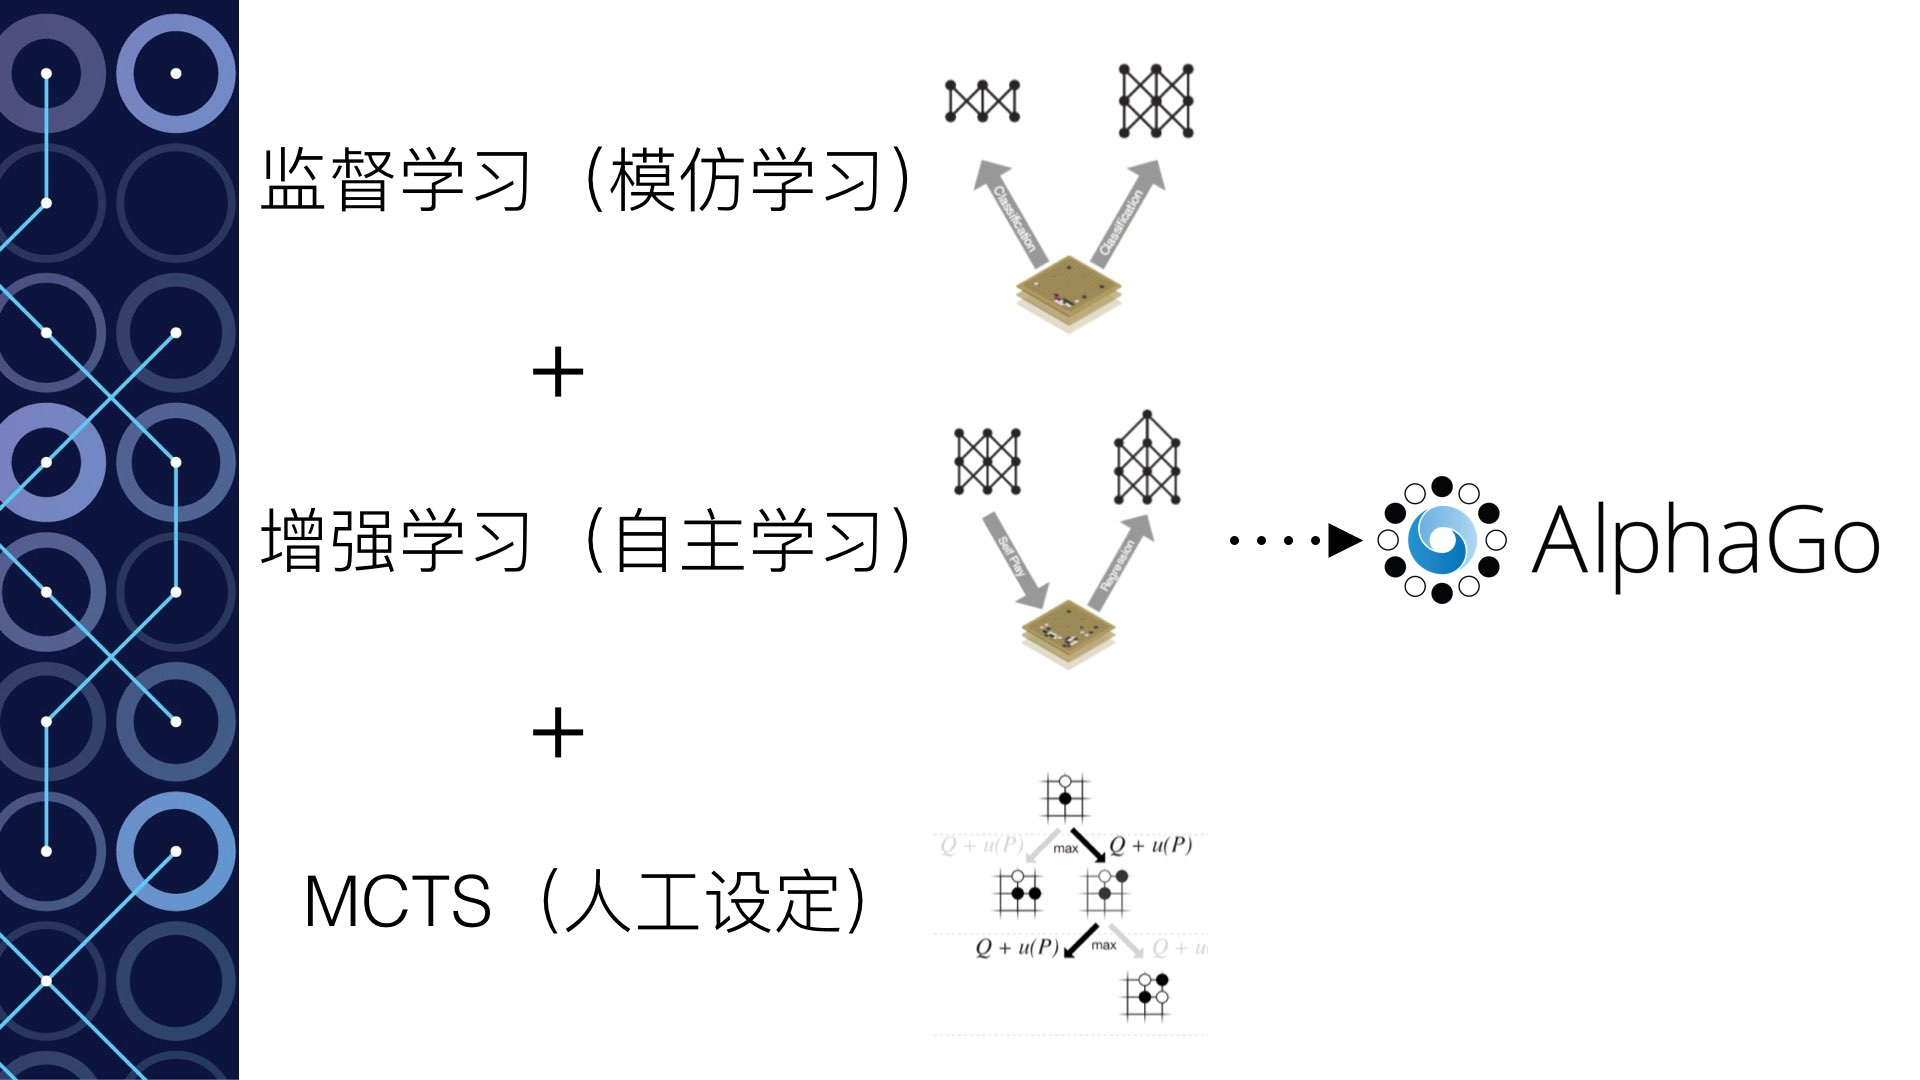 监督学习（模仿学习）
Classification
Classification
+
增强学习（自主学习）
Self Play
Regression
AlphaGo
+
MCTS（人工设定）
Q + u(P)
max
Q + u(P)
Q + u(P)
max
Q + u(